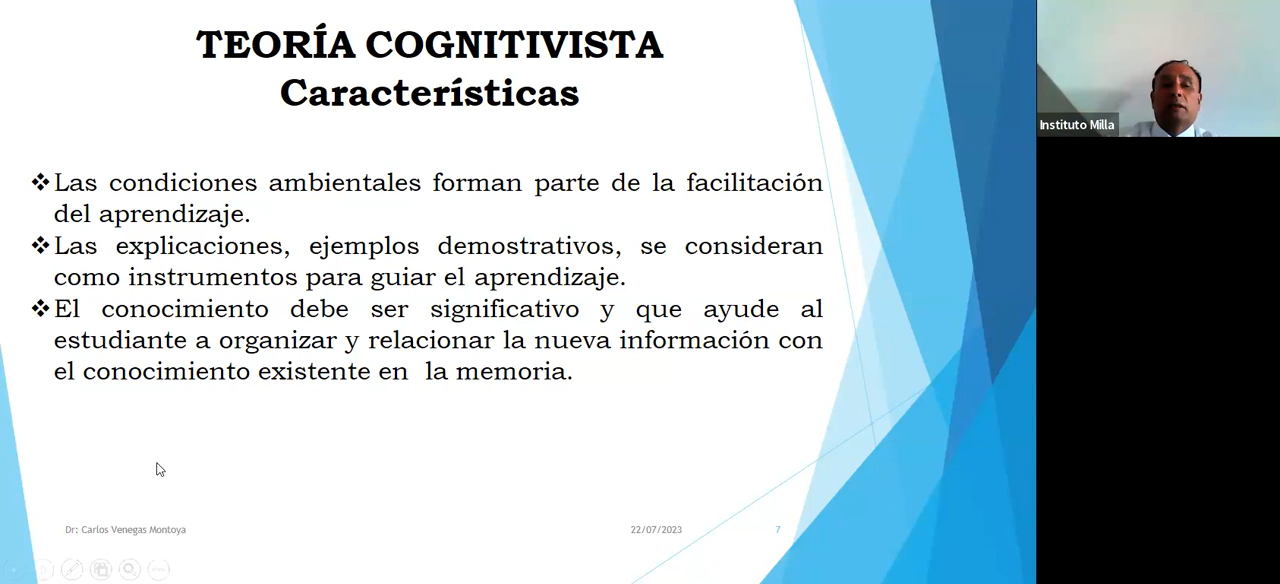 TEORÍA COGNITIVISTA
Características
❖Las condiciones ambientales forman parte de la facilitación
del aprendizaje.
❖Las explicaciones, ejemplos demostrativos, se consideran
como instrumentos para guiar el aprendizaje.
❖El conocimiento debe ser significativo y que ayude al
estudiante a organizar y relacionar la nueva información con
el conocimiento existente en la memoria.
Dr: Carlos Venegas Montoya
22/07/2023
7
Instituto Milla